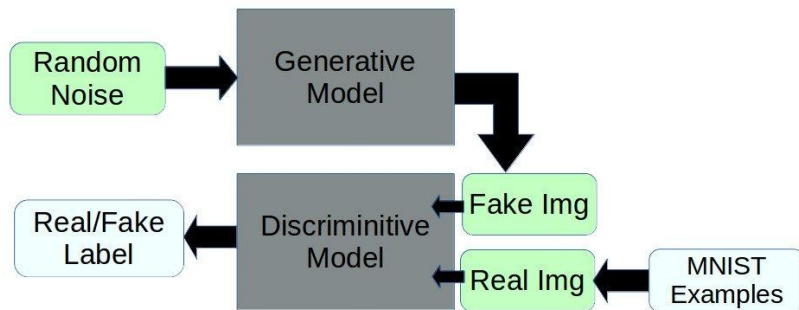 Random
Noise
Generative
Model
Fake Img
Real/Fake
Label
Discriminitive
Model
Real Img
MNIST
Examples